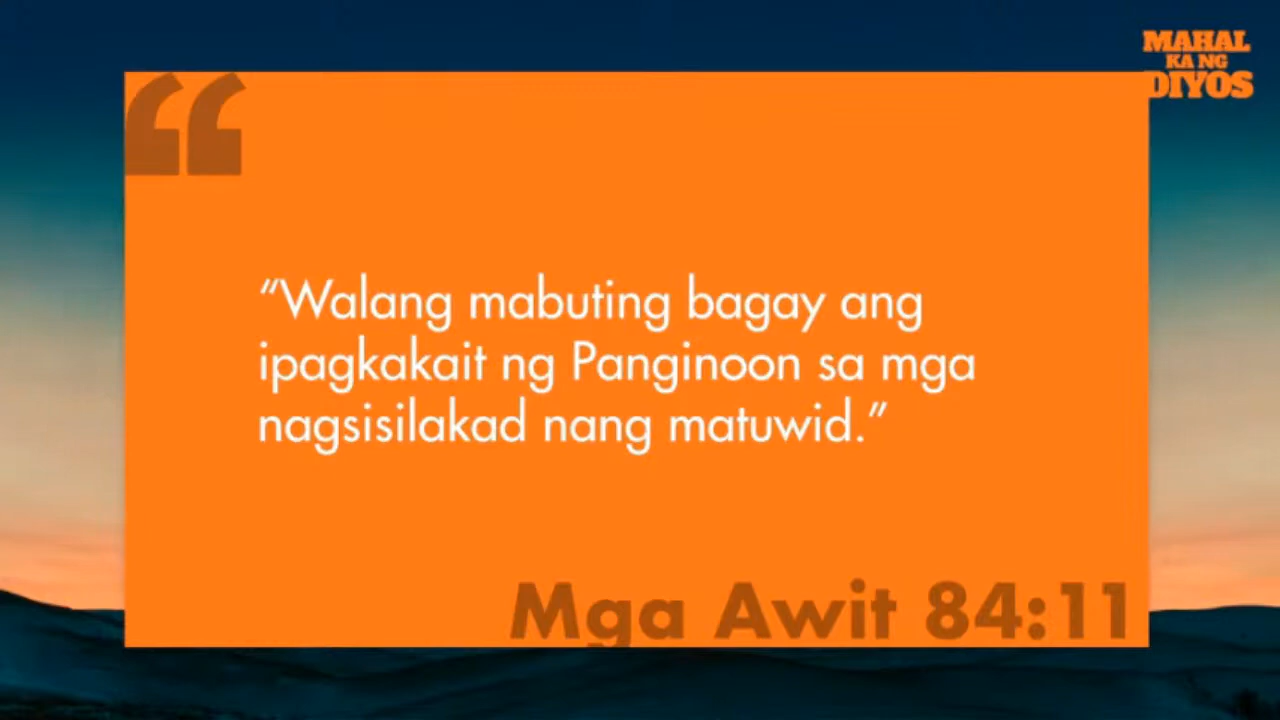 MAHAL
KA NG
DIYOS
“Walang mabuting bagay ang
ipagkakait ng Panginoon sa mga
nagsisilakad nang matuwid.”
Mga Awit 84:11